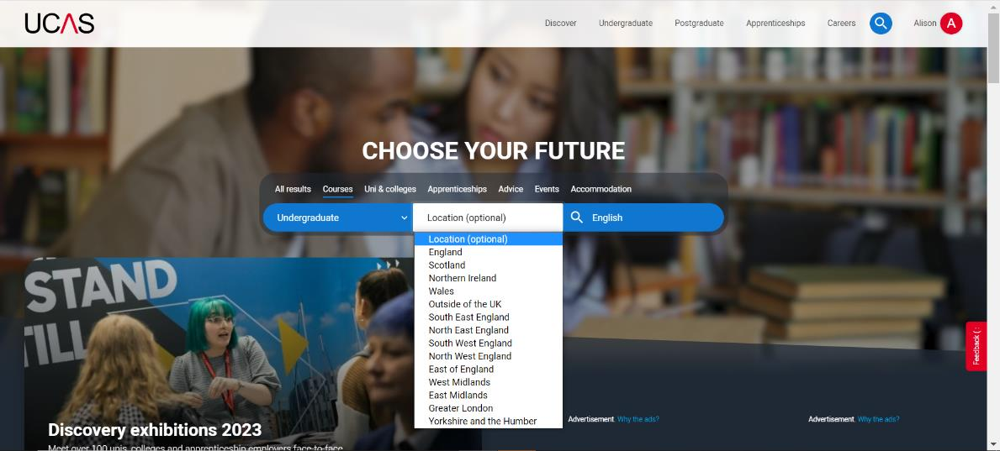 UCAS
Discover Undergraduate Postgraduate Apprenticeships Careers Alison A
CHOOSE YOUR FUTURE
All results Courses Uni & colleges Apprenticeships Advice Events Accommodation
Undergraduate Location (optional) English
Location (optional)
England
Scotland
Northern Ireland
Wales
Outside of the UK
South East England
North East England
South West England
North West England
East of England
West Midlands
East Midlands
Greater London
Yorkshire and the Humber
STAND
TILL
Feedback ( :
Advertisement. Why the ads?
Advertisement. Why the ads?
Discovery exhibitions 2023
Meet over 100 unis, colleges and apprenticeship employers face-to-face